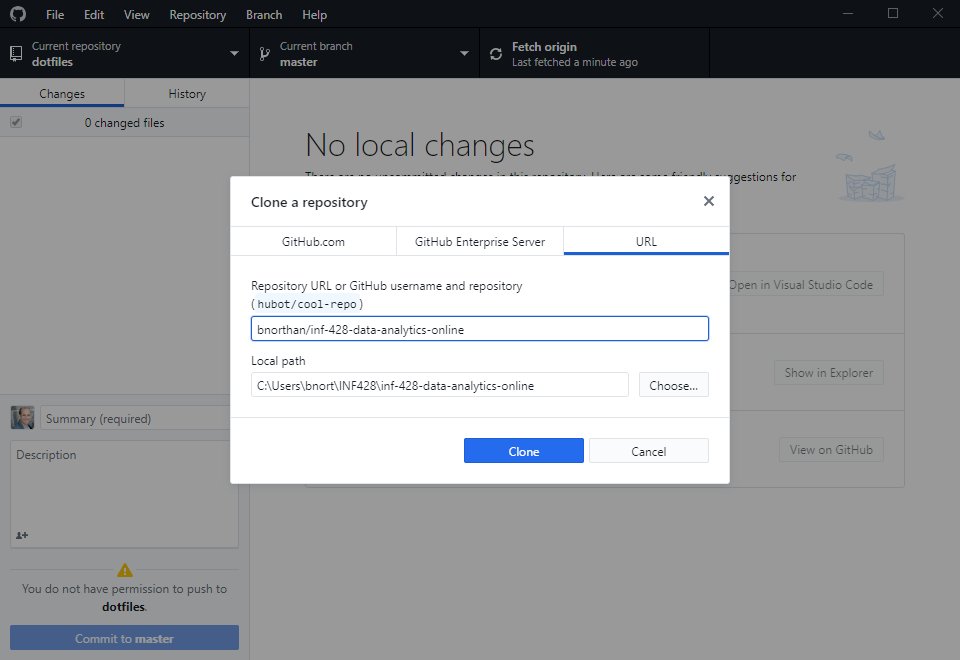 File Edit View Repository Branch Help
Current repository
dotfiles
Current branch
master
Fetch origin
Last fetched a minute ago
Changes History
0 changed files
No local changes
There are no uncommitted changes in this repository. Here are some friendly suggestions for
Clone a repository
GitHub.com GitHub Enterprise Server URL
Repository URL or GitHub username and repository
(hubot/cool-repo)
bnorthan/inf-428-data-analytics-online
Local path
C:\Users\bnort\INF428\inf-428-data-analytics-online Choose...
Clone Cancel
Open in Visual Studio Code
Show in Explorer
View on GitHub
Summary (required)
Description
You do not have permission to push to
dotfiles.
Commit to master